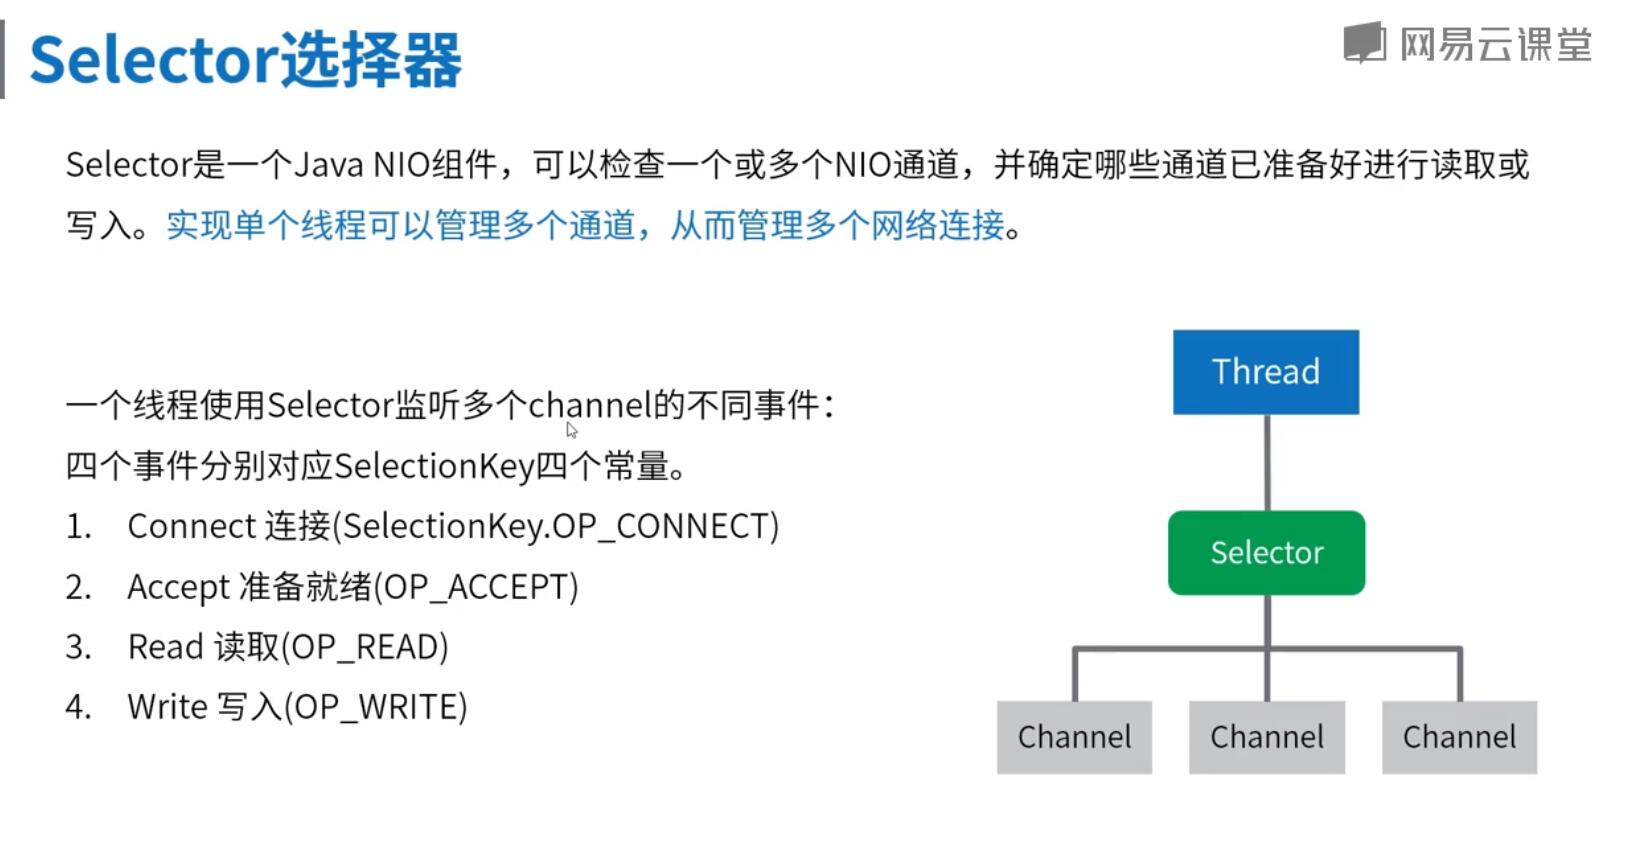 Selector选择器
网易云课堂
Selector是一个Java NIO组件，可以检查一个或多个NIO通道，并确定哪些通道已准备好进行读取或
写入。实现单个线程可以管理多个通道，从而管理多个网络连接。
一个线程使用Selector监听多个channel的不同事件：
四个事件分别对应SelectionKey四个常量。
1. Connect 连接(SelectionKey.OP_CONNECT)
2. Accept 准备就绪(OP_ACCEPT)
3. Read 读取(OP_READ)
4. Write 写入(OP_WRITE)
Thread
Selector
Channel
Channel
Channel